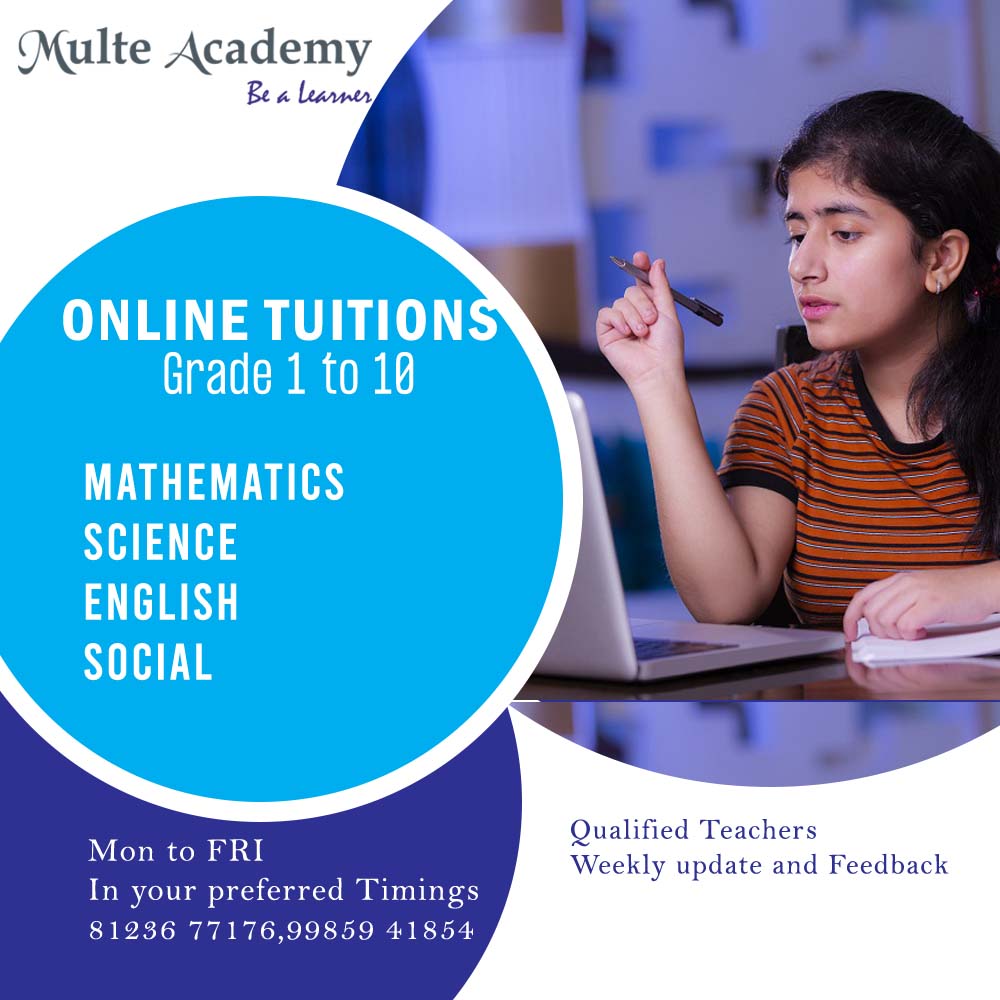 Multe Academy
Be a Learner
ONLINE TUITIONS
Grade 1 to 10
MATHEMATICS
SCIENCE
ENGLISH
SOCIAL
Mon to FRI
In your preferred Timings
81236 77176,99859 41854
Qualified Teachers
Weekly update and Feedback